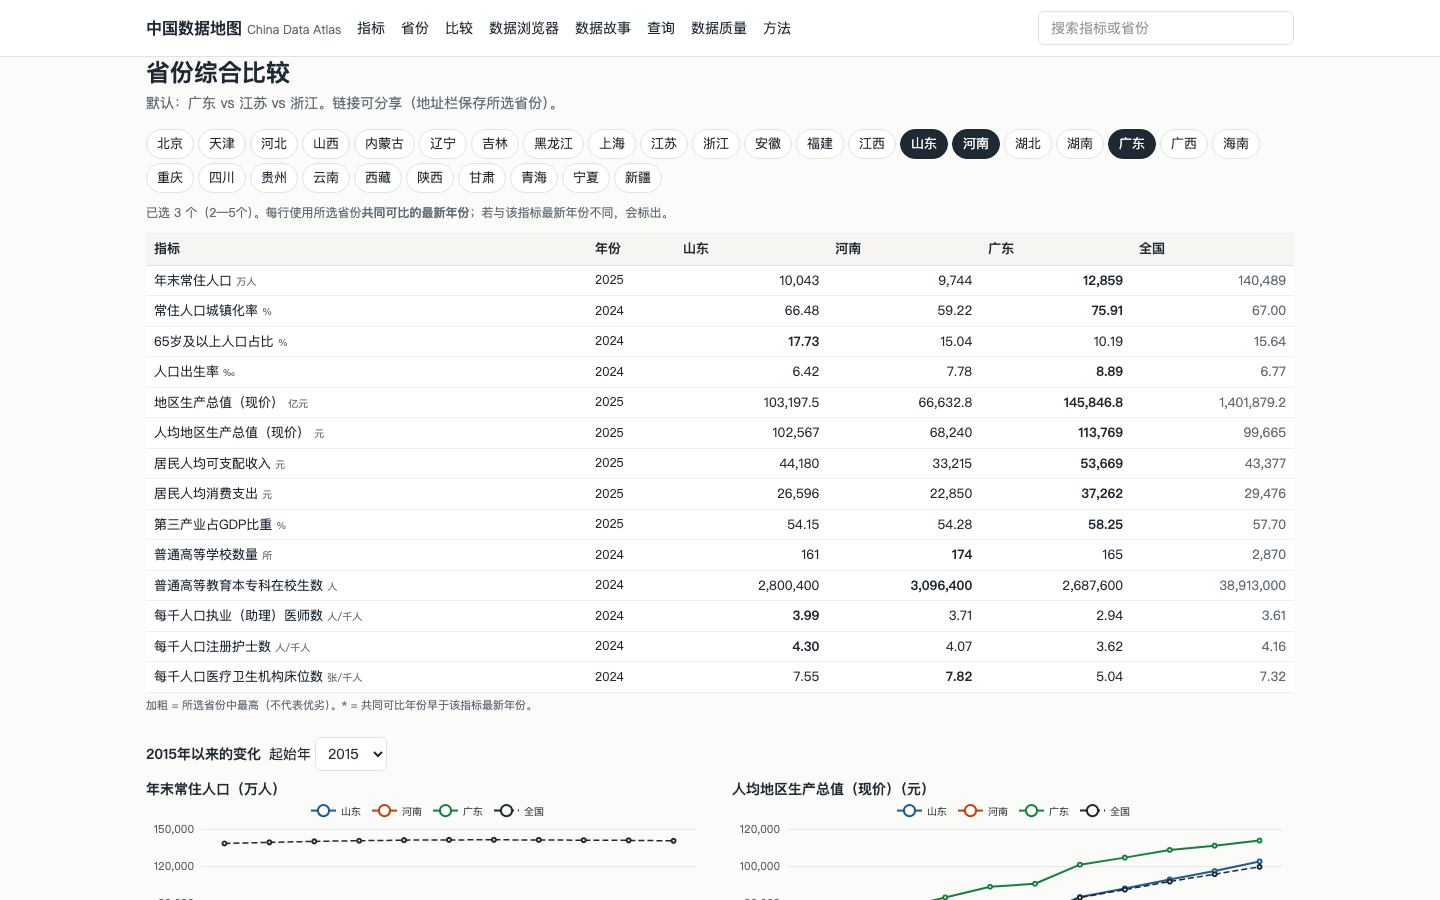 中国数据地图 China Data Atlas 指标 省份 比较 数据浏览器 数据故事 查询 数据质量 方法 搜索指标或省份
省份综合比较
默认：广东 vs 江苏 vs 浙江。链接可分享（地址栏保存所选省份）。
北京 天津 河北 山西 内蒙古 辽宁 吉林 黑龙江 上海 江苏 浙江 安徽 福建 江西 山东 河南 湖北 湖南 广东 广西 海南
重庆 四川 贵州 云南 西藏 陕西 甘肃 青海 宁夏 新疆
已选 3 个（2—5个）。每行使用所选省份共同可比的最新年份；若与该指标最新年份不同，会标出。
指标 年份 山东 河南 广东 全国
年末常住人口 万人 2025 10,043 9,744 12,859 140,489
常住人口城镇化率 % 2024 66.48 59.22 75.91 67.00
65岁及以上人口占比 % 2024 17.73 15.04 10.19 15.64
人口出生率 ‰ 2024 6.42 7.78 8.89 6.77
地区生产总值（现价） 亿元 2025 103,197.5 66,632.8 145,846.8 1,401,879.2
人均地区生产总值（现价） 元 2025 102,567 68,240 113,769 99,665
居民人均可支配收入 元 2025 44,180 33,215 53,669 43,377
居民人均消费支出 元 2025 26,596 22,850 37,262 29,476
第三产业占GDP比重 % 2025 54.15 54.28 58.25 57.70
普通高等学校数量 所 2024 161 174 165 2,870
普通高等教育本专科在校生数 人 2024 2,800,400 3,096,400 2,687,600 38,913,000
每千人口执业（助理）医师数 人/千人 2024 3.99 3.71 2.94 3.61
每千人口注册护士数 人/千人 2024 4.30 4.07 3.62 4.16
每千人口医疗卫生机构床位数 张/千人 2024 7.55 7.82 5.04 7.32
加粗 = 所选省份中最高（不代表优劣）。* = 共同可比年份早于该指标最新年份。
2015年以来的变化 起始年 2015
年末常住人口（万人）
山东 河南 广东 全国
150,000
120,000
人均地区生产总值（现价）（元）
山东 河南 广东 全国
120,000
100,000